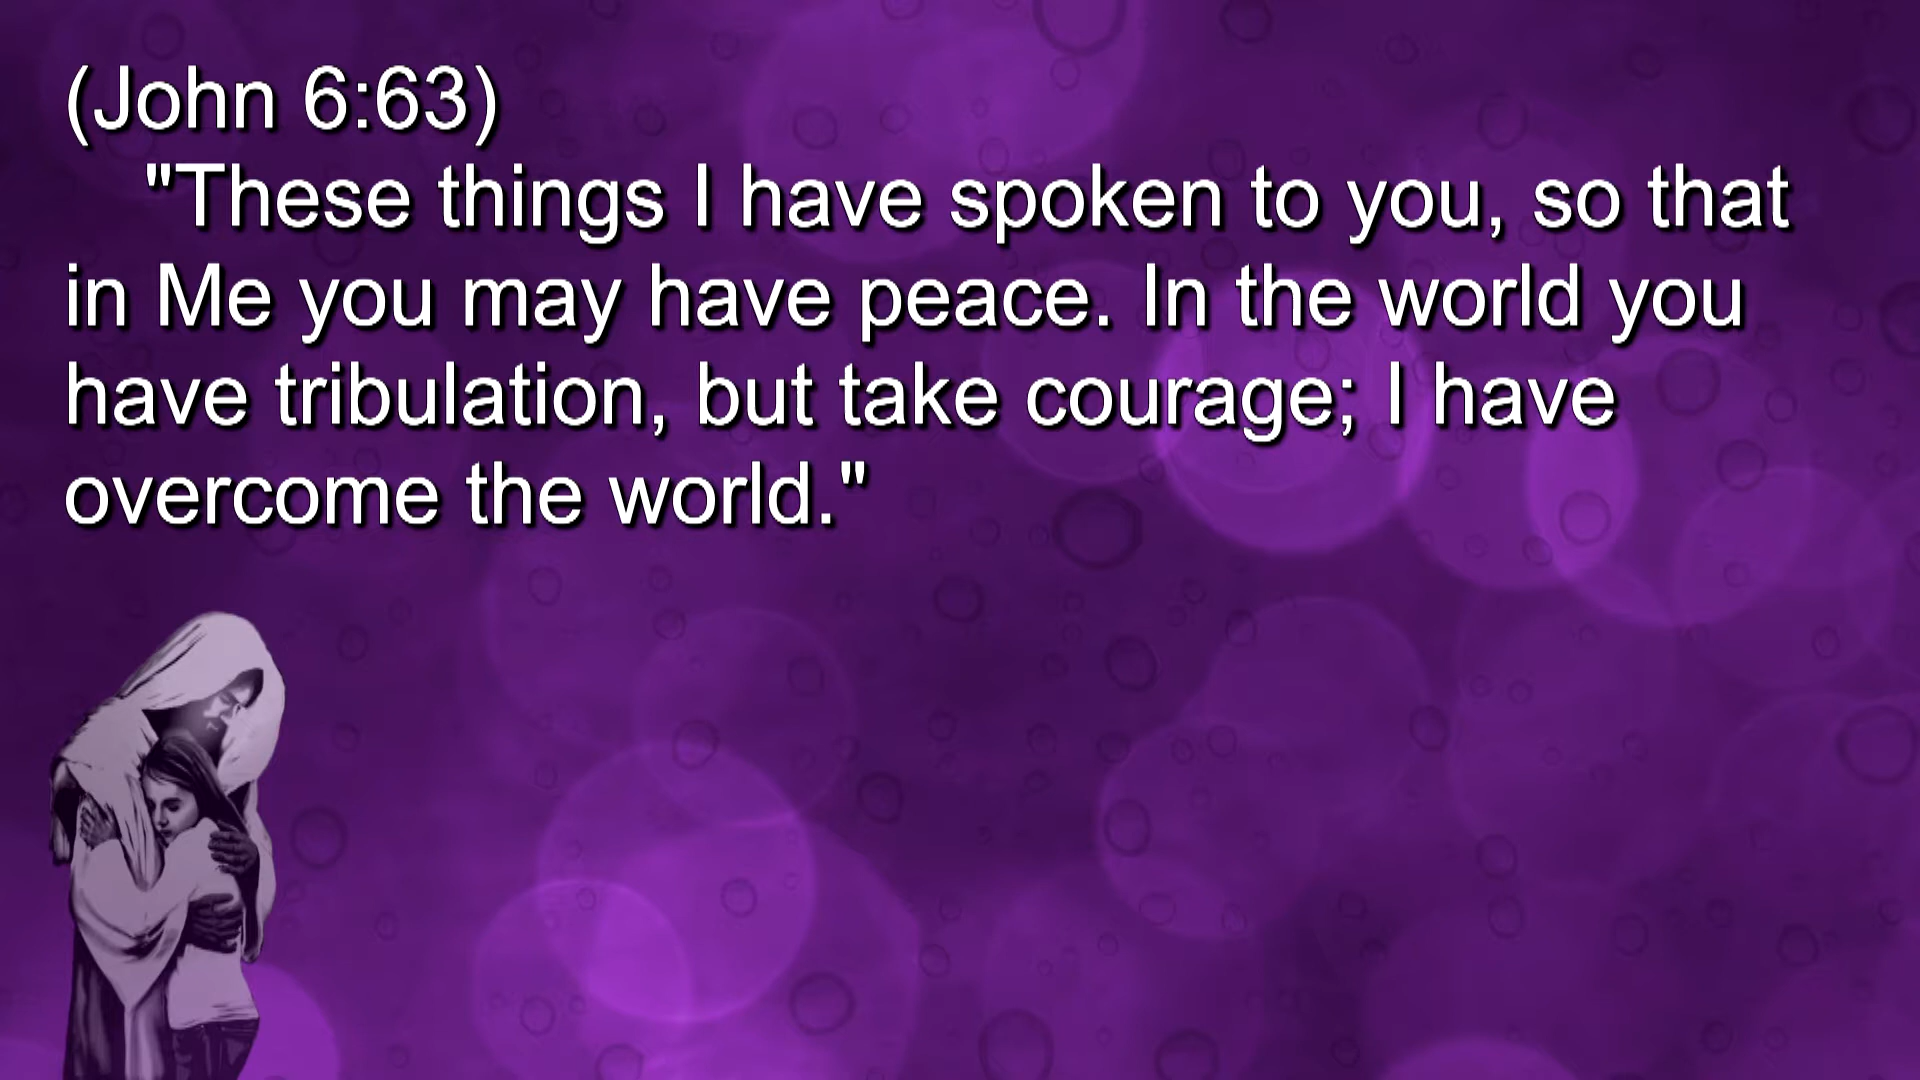 (John 6:63)
"These things I have spoken to you, so that
in Me you may have peace. In the world you
have tribulation, but take courage; I have
overcome the world."